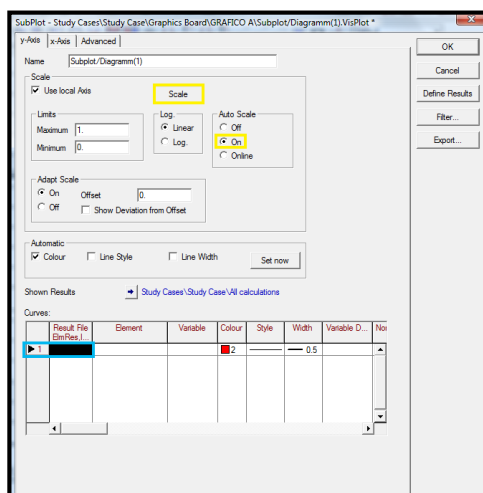 SubPlot - Study Cases\Study Case\Graphics Board\GRAFICO A\Subplot/Diagramm(1).VisPlot *
y-Axis x-Axis Advanced
OK
Name Subplot/Diagramm(1)
Cancel
Scale
Use local Axis
Scale
Define Results
Limits
Log.
Auto Scale
Filter...
Maximum 1.
Linear
Off
Minimum 0.
Log.
On
Export...
Online
Adapt Scale
On Offset 0.
Off Show Deviation from Offset
Automatic
Colour Line Style Line Width Set now
Shown Results Study Cases\Study Case\All calculations
Curves:
Result File Element Variable Colour Style Width Variable D... Nor
ElmRes,I...
1 2 0.5